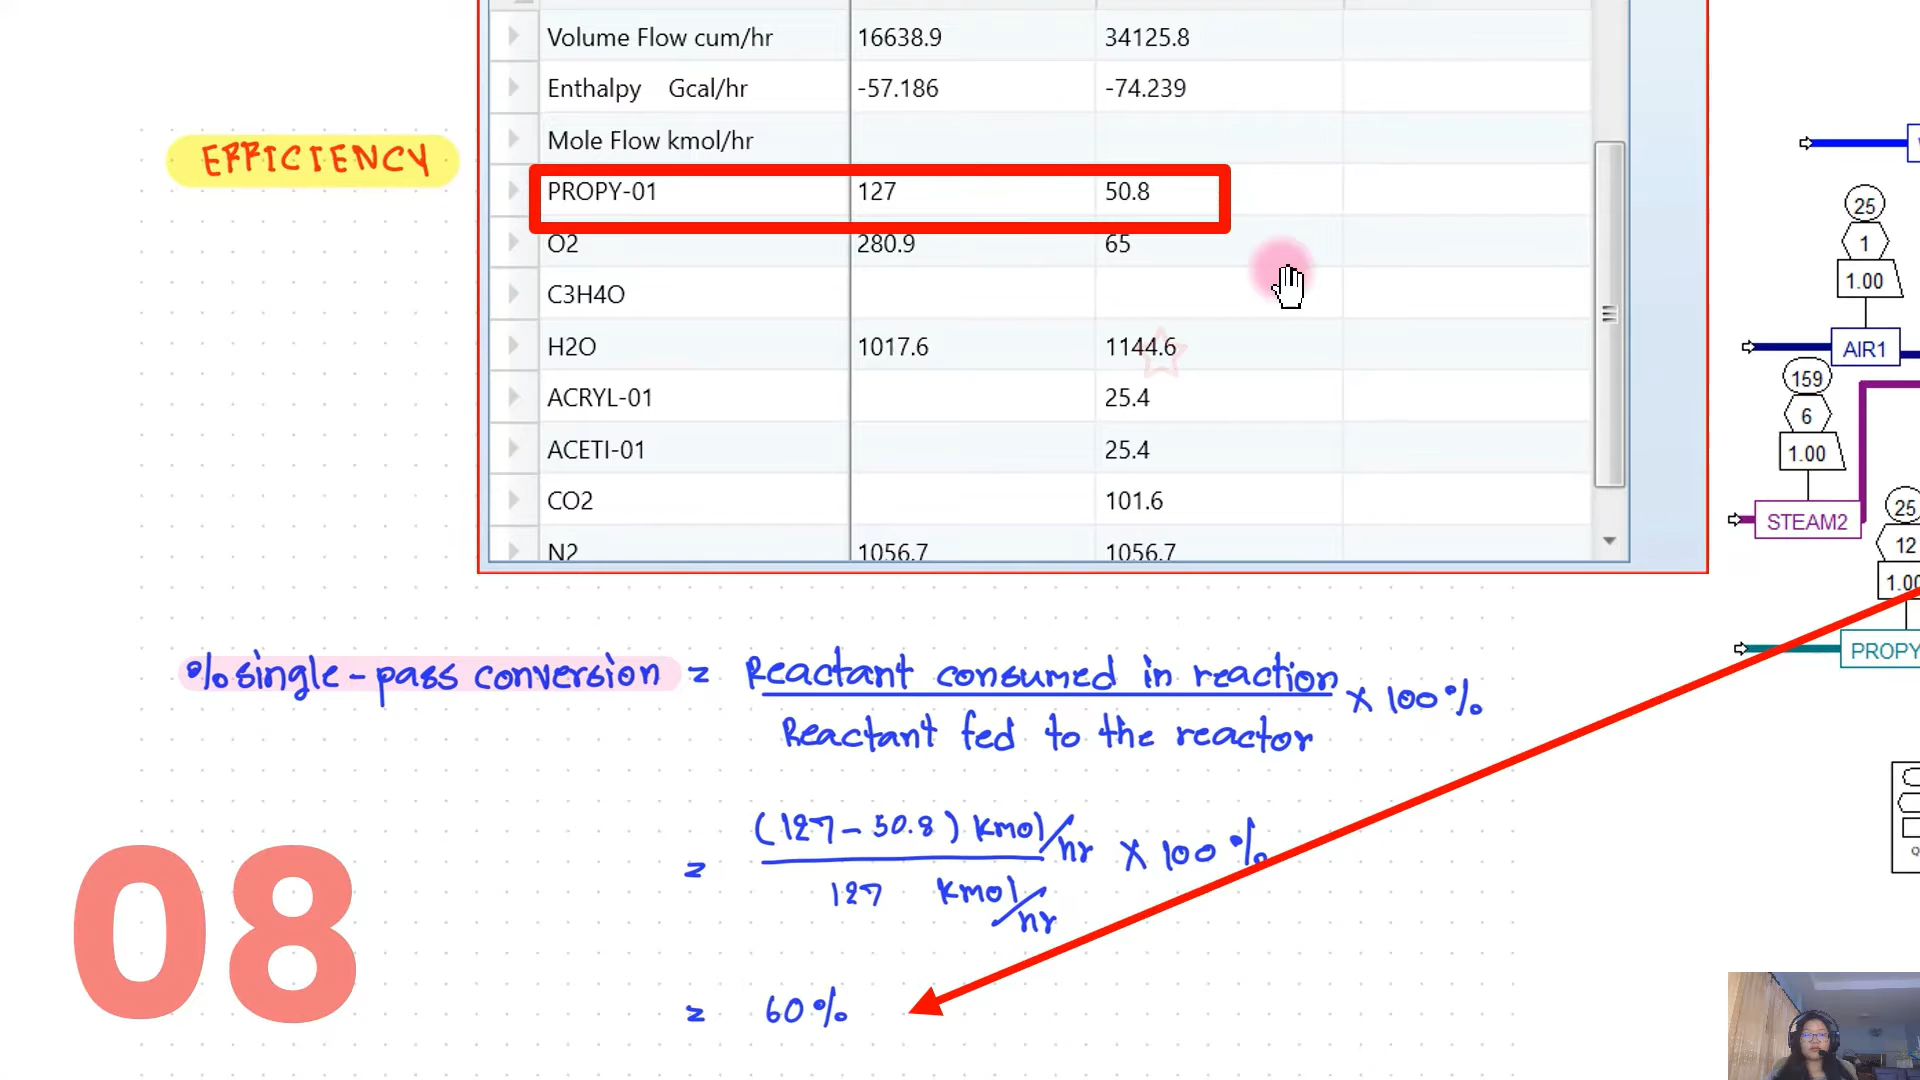 Volume Flow cum/hr 16638.9 34125.8
Enthalpy Gcal/hr -57.186 -74.239
Mole Flow kmol/hr
PROPY-01 127 50.8
O2 280.9 65
C3H4O
H2O 1017.6 1144.6
ACRYL-01 25.4
ACETI-01 25.4
CO2 101.6
N2 1056.7 1056.7
EFFICIENCY
%single-pass conversion = Reactant consumed in reaction × 100%
Reactant fed to the reactor
= (127 - 50.8) kmol/hr × 100%
127 kmol/hr
= 60%
08
25
1
1.00
AIR1
159
6
1.00
STEAM2
25
12
1.00
PROPY